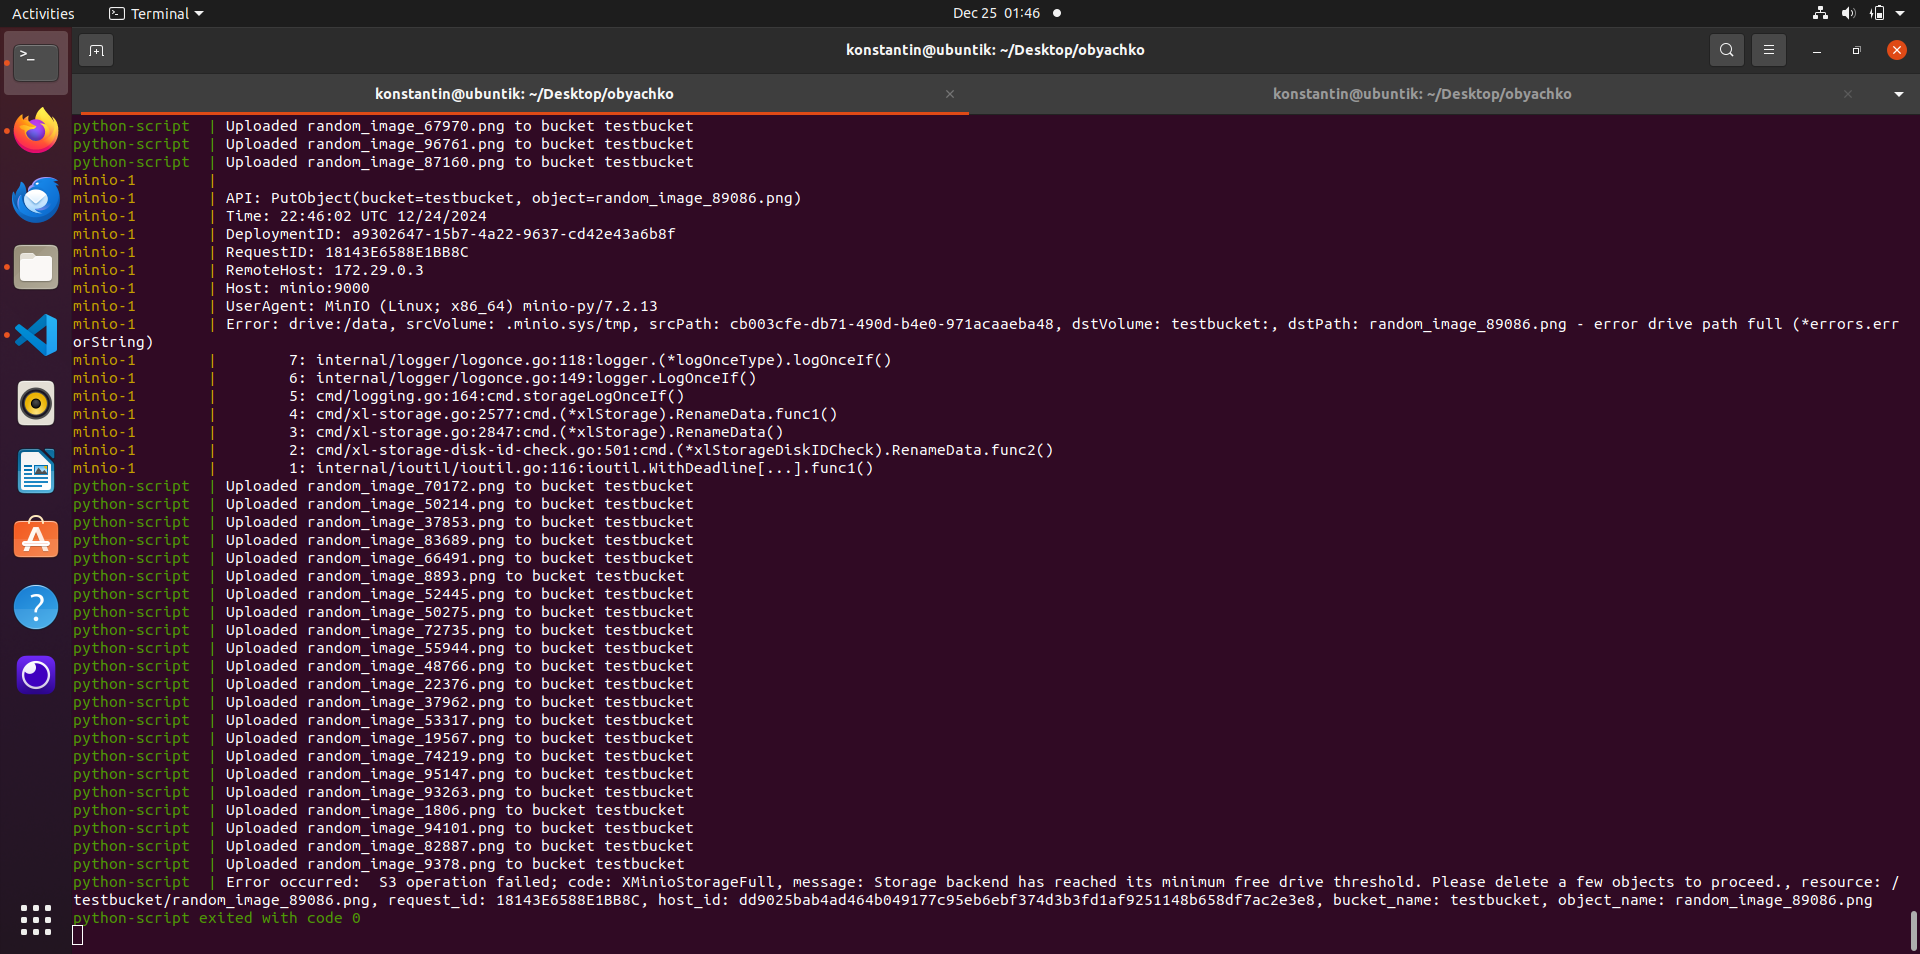 Activities
Terminal
Dec 25 01:46
konstantin@ubuntik: ~/Desktop/obyachko
konstantin@ubuntik: ~/Desktop/obyachko
konstantin@ubuntik: ~/Desktop/obyachko
python-script | Uploaded random_image_67970.png to bucket testbucket
python-script | Uploaded random_image_96761.png to bucket testbucket
python-script | Uploaded random_image_87160.png to bucket testbucket
minio-1 |
minio-1 | API: PutObject(bucket=testbucket, object=random_image_89086.png)
minio-1 | Time: 22:46:02 UTC 12/24/2024
minio-1 | DeploymentID: a9302647-15b7-4a22-9637-cd42e43a6b8f
minio-1 | RequestID: 18143E6588E1BB8C
minio-1 | RemoteHost: 172.29.0.3
minio-1 | Host: minio:9000
minio-1 | UserAgent: MinIO (Linux; x86_64) minio-py/7.2.13
minio-1 | Error: drive:/data, srcVolume: .minio.sys/tmp, srcPath: cb003cfe-db71-490d-b4e0-971acaaeba48, dstVolume: testbucket:, dstPath: random_image_89086.png - error drive path full (*errors.err
orString)
minio-1 | 7: internal/logger/logonce.go:118:logger.(*logOnceType).logOnceIf()
minio-1 | 6: internal/logger/logonce.go:149:logger.LogOnceIf()
minio-1 | 5: cmd/logging.go:164:cmd.storageLogOnceIf()
minio-1 | 4: cmd/xl-storage.go:2577:cmd.(*xlStorage).RenameData.func1()
minio-1 | 3: cmd/xl-storage.go:2847:cmd.(*xlStorage).RenameData()
minio-1 | 2: cmd/xl-storage-disk-id-check.go:501:cmd.(*xlStorageDiskIDCheck).RenameData.func2()
minio-1 | 1: internal/ioutil/ioutil.go:116:ioutil.WithDeadline[...].func1()
python-script | Uploaded random_image_70172.png to bucket testbucket
python-script | Uploaded random_image_50214.png to bucket testbucket
python-script | Uploaded random_image_37853.png to bucket testbucket
python-script | Uploaded random_image_83689.png to bucket testbucket
python-script | Uploaded random_image_66491.png to bucket testbucket
python-script | Uploaded random_image_8893.png to bucket testbucket
python-script | Uploaded random_image_52445.png to bucket testbucket
python-script | Uploaded random_image_50275.png to bucket testbucket
python-script | Uploaded random_image_72735.png to bucket testbucket
python-script | Uploaded random_image_55944.png to bucket testbucket
python-script | Uploaded random_image_48766.png to bucket testbucket
python-script | Uploaded random_image_22376.png to bucket testbucket
python-script | Uploaded random_image_37962.png to bucket testbucket
python-script | Uploaded random_image_53317.png to bucket testbucket
python-script | Uploaded random_image_19567.png to bucket testbucket
python-script | Uploaded random_image_74219.png to bucket testbucket
python-script | Uploaded random_image_95147.png to bucket testbucket
python-script | Uploaded random_image_93263.png to bucket testbucket
python-script | Uploaded random_image_1806.png to bucket testbucket
python-script | Uploaded random_image_94101.png to bucket testbucket
python-script | Uploaded random_image_82887.png to bucket testbucket
python-script | Uploaded random_image_9378.png to bucket testbucket
python-script | Error occurred:  S3 operation failed; code: XMinioStorageFull, message: Storage backend has reached its minimum free drive threshold. Please delete a few objects to proceed., resource: /
testbucket/random_image_89086.png, request_id: 18143E6588E1BB8C, host_id: dd9025bab4ad464b049177c95eb6ebf374d3b3fd1af9251148b658df7ac2e3e8, bucket_name: testbucket, object_name: random_image_89086.png
python-script exited with code 0